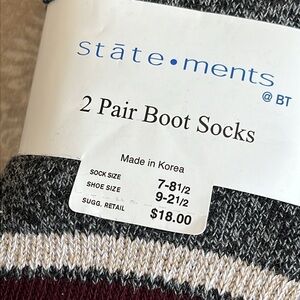 stāte•ments
@ BT
2 Pair Boot Socks
Made in Korea
SOCK SIZE 7-8½
SHOE SIZE 9-2½
SUGG. RETAIL $18.00